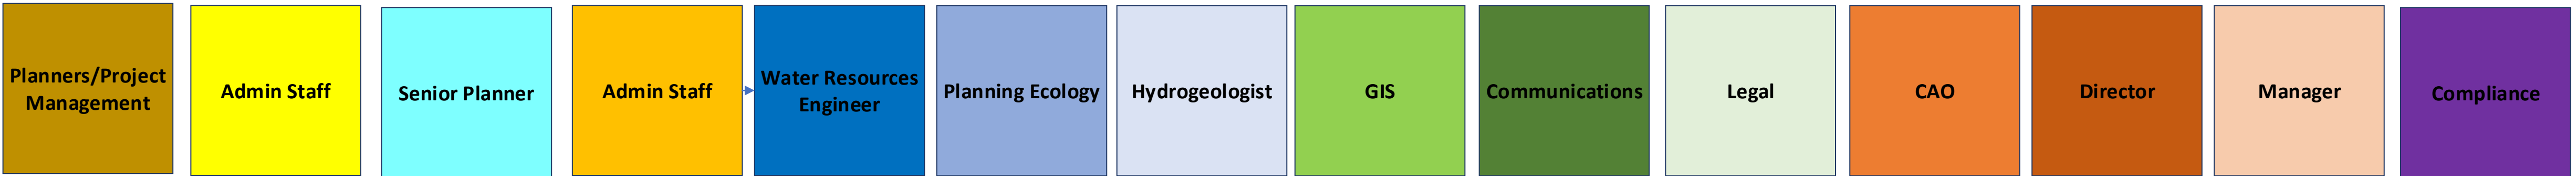 Planners/Project
Management
Admin Staff
Senior Planner
Admin Staff
Water Resources
Engineer
Planning Ecology
Hydrogeologist
GIS
Communications
Legal
CAO
Director
Manager
Compliance